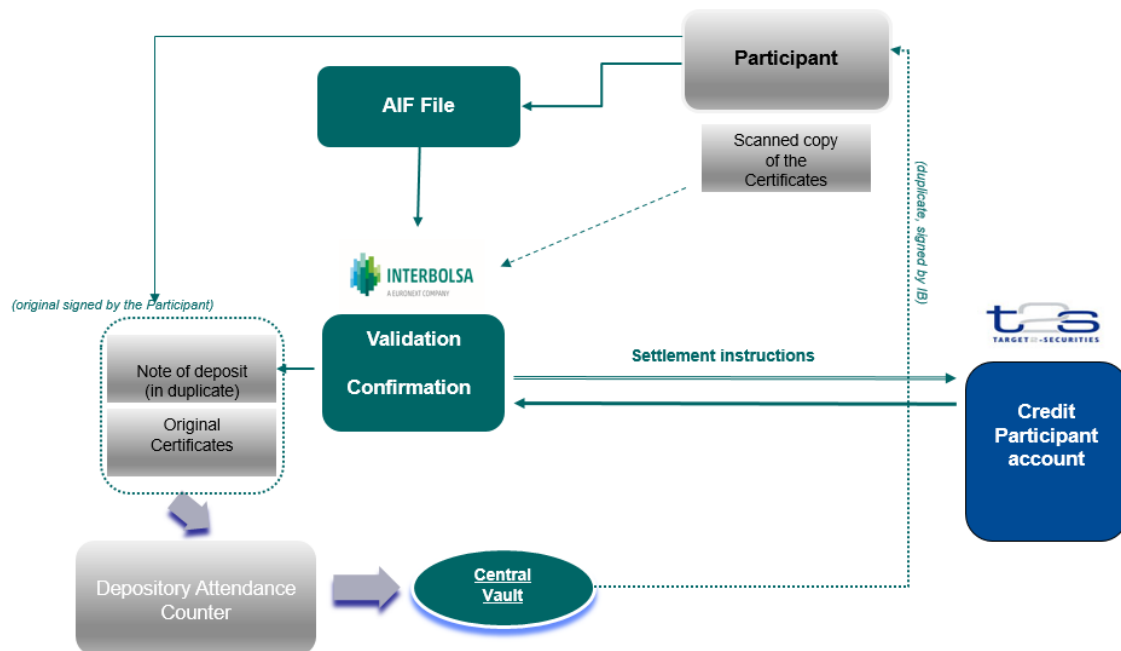 Participant
AIF File
Scanned copy
of the
Certificates
(duplicate, signed by IB)
INTERBOLSA
A EURONEXT COMPANY
(original signed by the Participant)
t2s
TARGET2-SECURITIES
Validation
Confirmation
Settlement instructions
Note of deposit
(in duplicate)
Original
Certificates
Credit
Participant
account
Depository Attendance
Counter
Central
Vault